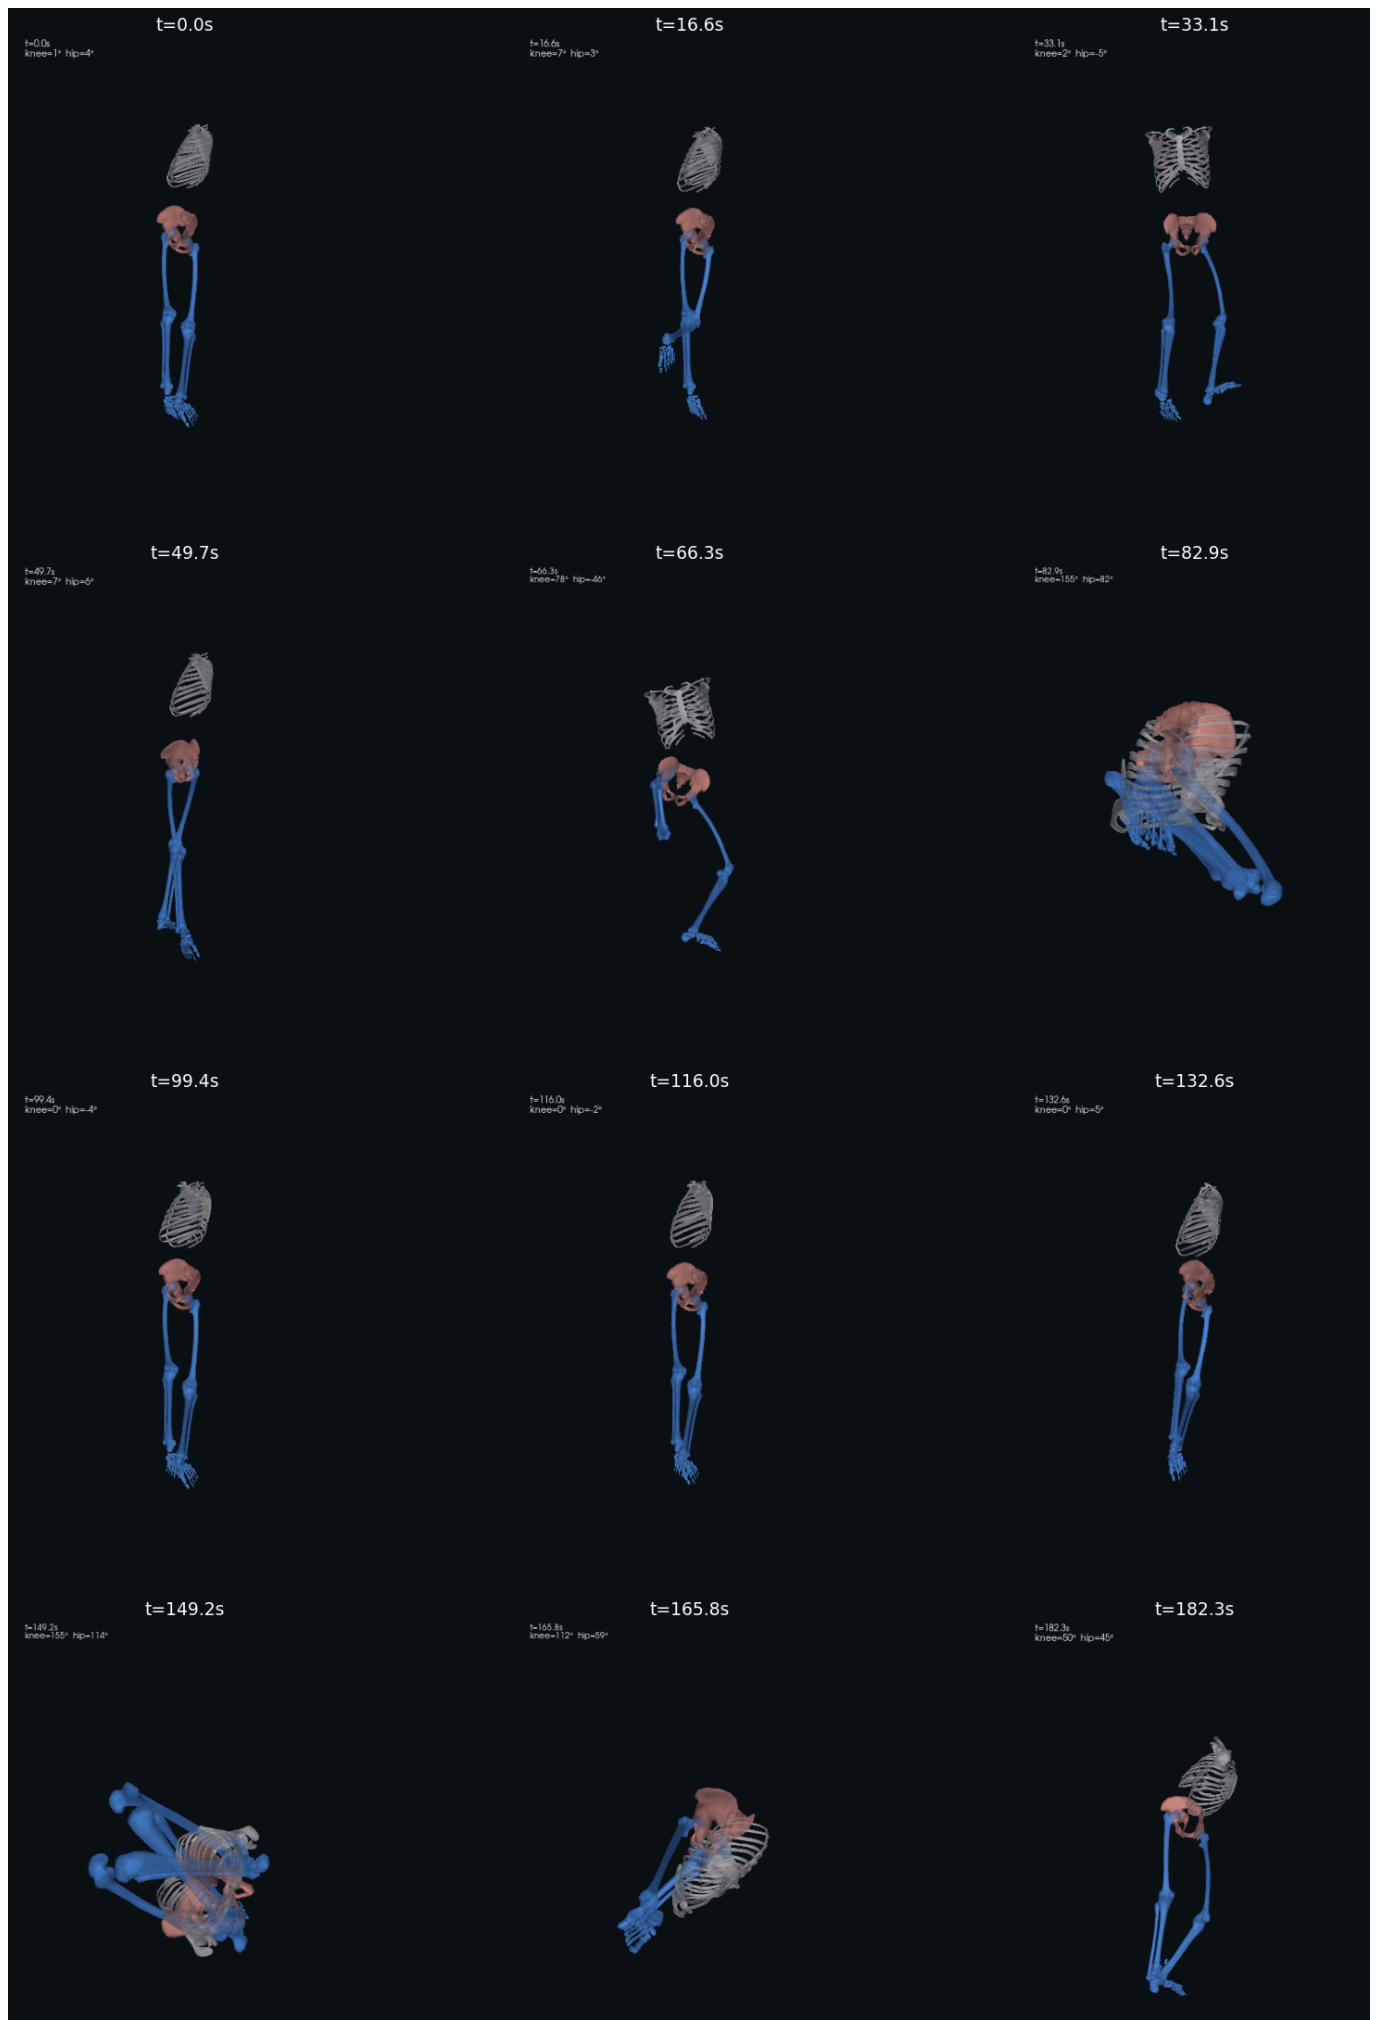 t=0.0s
t=0.0s
knee=1° hip=4°
t=16.6s
t=16.6s
knee=7° hip=3°
t=33.1s
t=33.1s
knee=2° hip=-5°
t=49.7s
t=49.7s
knee=7° hip=6°
t=66.3s
t=66.3s
knee=78° hip=-46°
t=82.9s
t=82.9s
knee=155° hip=82°
t=99.4s
t=99.4s
knee=0° hip=-4°
t=116.0s
t=116.0s
knee=0° hip=-2°
t=132.6s
t=132.6s
knee=0° hip=5°
t=149.2s
t=149.2s
knee=155° hip=114°
t=165.8s
t=165.8s
knee=112° hip=59°
t=182.3s
t=182.3s
knee=50° hip=45°